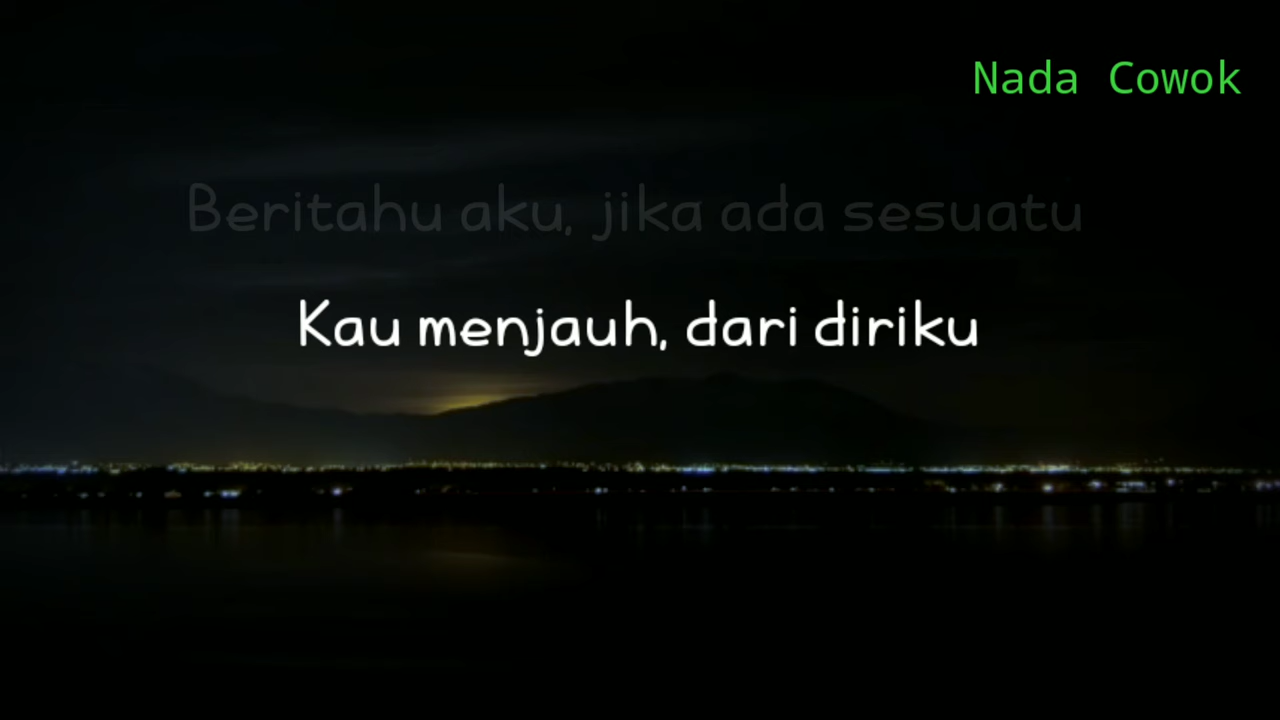 Nada Cowok
Beritahu aku, jika ada sesuatu
Kau menjauh, dari diriku